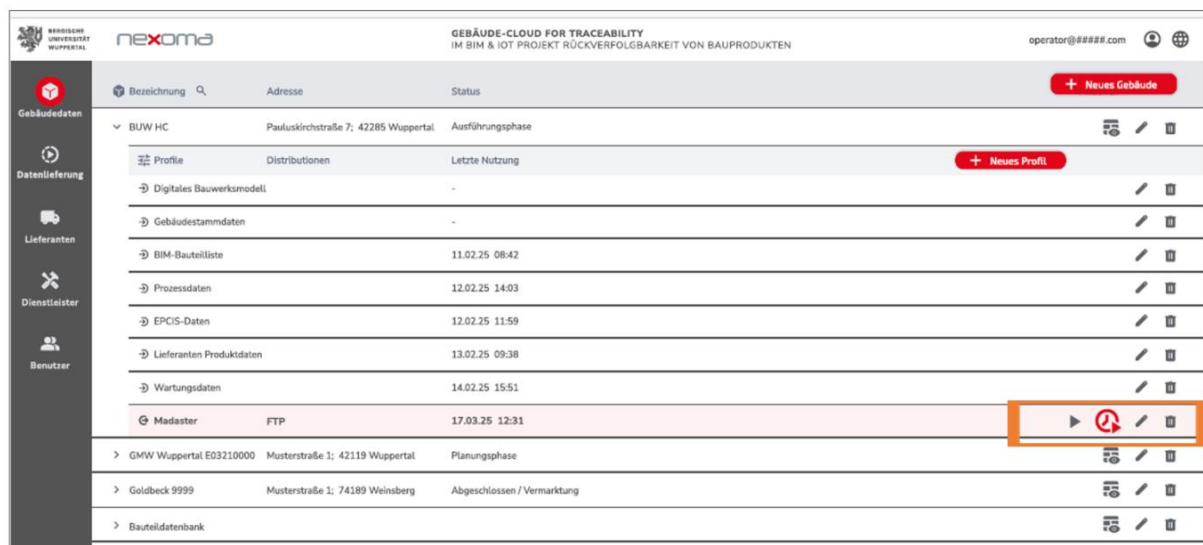 BERGISCHE
UNIVERSITÄT
WUPPERTAL
nexoma
GEBÄUDE-CLOUD FOR TRACEABILITY
IM BIM & IOT PROJEKT RÜCKVERFOLGBARKEIT VON BAUPRODUKTEN
operator@#####.com
Gebäudedaten
Datenlieferung
Lieferanten
Dienstleister
Benutzer
Bezeichnung Adresse Status + Neues Gebäude
BUW HC Pauluskirchstraße 7; 42285 Wuppertal Ausführungsphase
Profile Distributionen Letzte Nutzung + Neues Profil
Digitales Bauwerksmodell -
Gebäudestammdaten -
BIM-Bauteilliste 11.02.25 08:42
Prozessdaten 12.02.25 14:03
EPCIS-Daten 12.02.25 11:59
Lieferanten Produktdaten 13.02.25 09:38
Wartungsdaten 14.02.25 15:51
Madaster FTP 17.03.25 12:31
GMW Wuppertal E03210000 Musterstraße 1; 42119 Wuppertal Planungsphase
Goldbeck 9999 Musterstraße 1; 74189 Weinsberg Abgeschlossen / Vermarktung
Bauteildatenbank